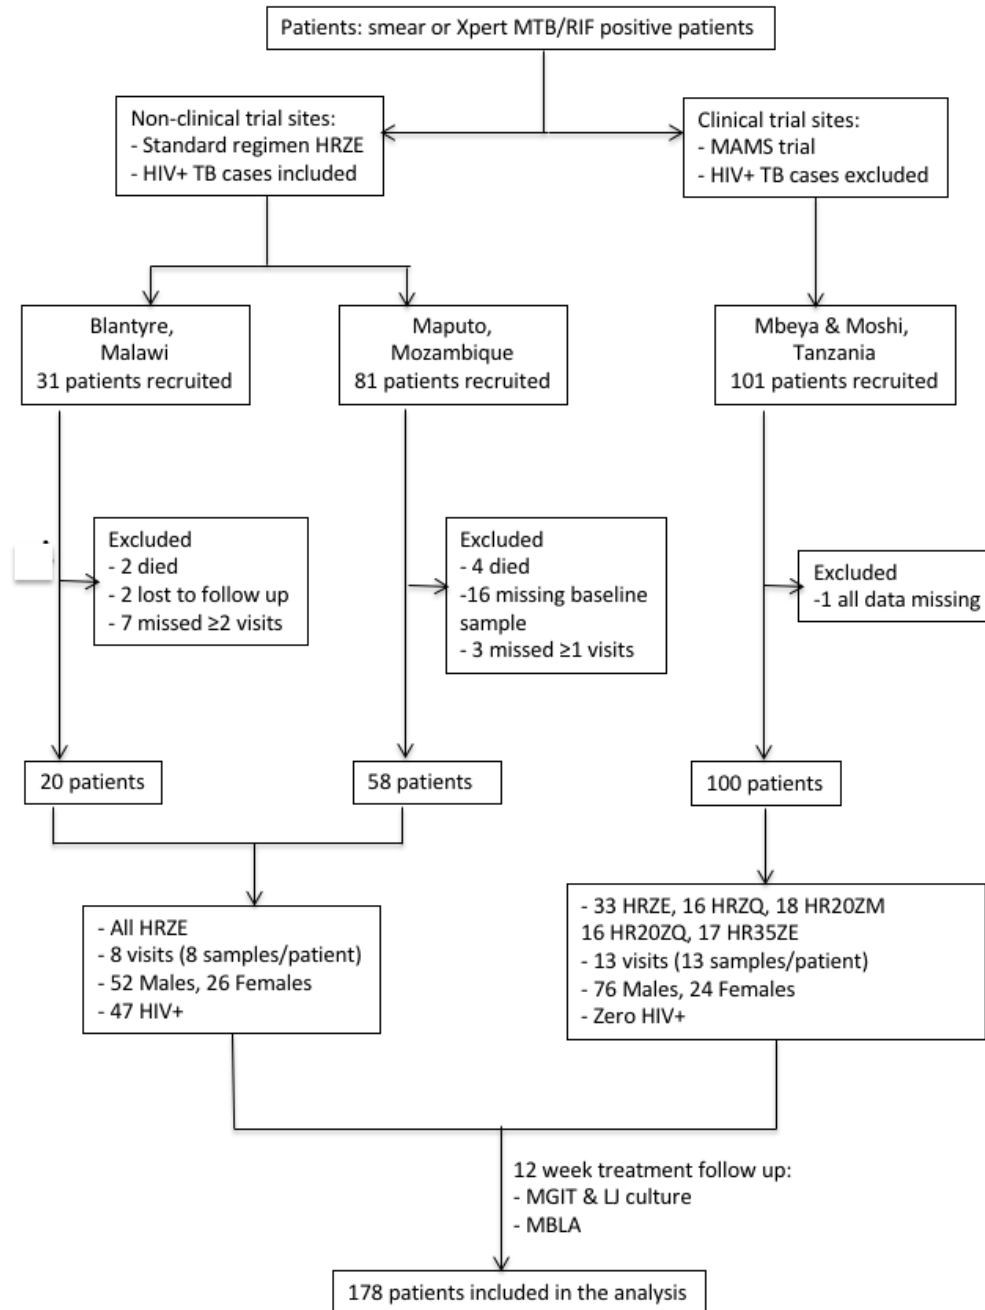 Patients: smear or Xpert MTB/RIF positive patients
Non-clinical trial sites:
- Standard regimen HRZE
- HIV+ TB cases included
Clinical trial sites:
- MAMS trial
- HIV+ TB cases excluded
Blantyre,
Malawi
31 patients recruited
Maputo,
Mozambique
81 patients recruited
Mbeya & Moshi,
Tanzania
101 patients recruited
Excluded
- 2 died
- 2 lost to follow up
- 7 missed ≥2 visits
Excluded
- 4 died
-16 missing baseline
sample
- 3 missed ≥1 visits
Excluded
-1 all data missing
20 patients
58 patients
100 patients
- All HRZE
- 8 visits (8 samples/patient)
- 52 Males, 26 Females
- 47 HIV+
- 33 HRZE, 16 HRZQ, 18 HR20ZM
16 HR20ZQ, 17 HR35ZE
- 13 visits (13 samples/patient)
- 76 Males, 24 Females
- Zero HIV+
12 week treatment follow up:
- MGIT & LJ culture
- MBLA
178 patients included in the analysis